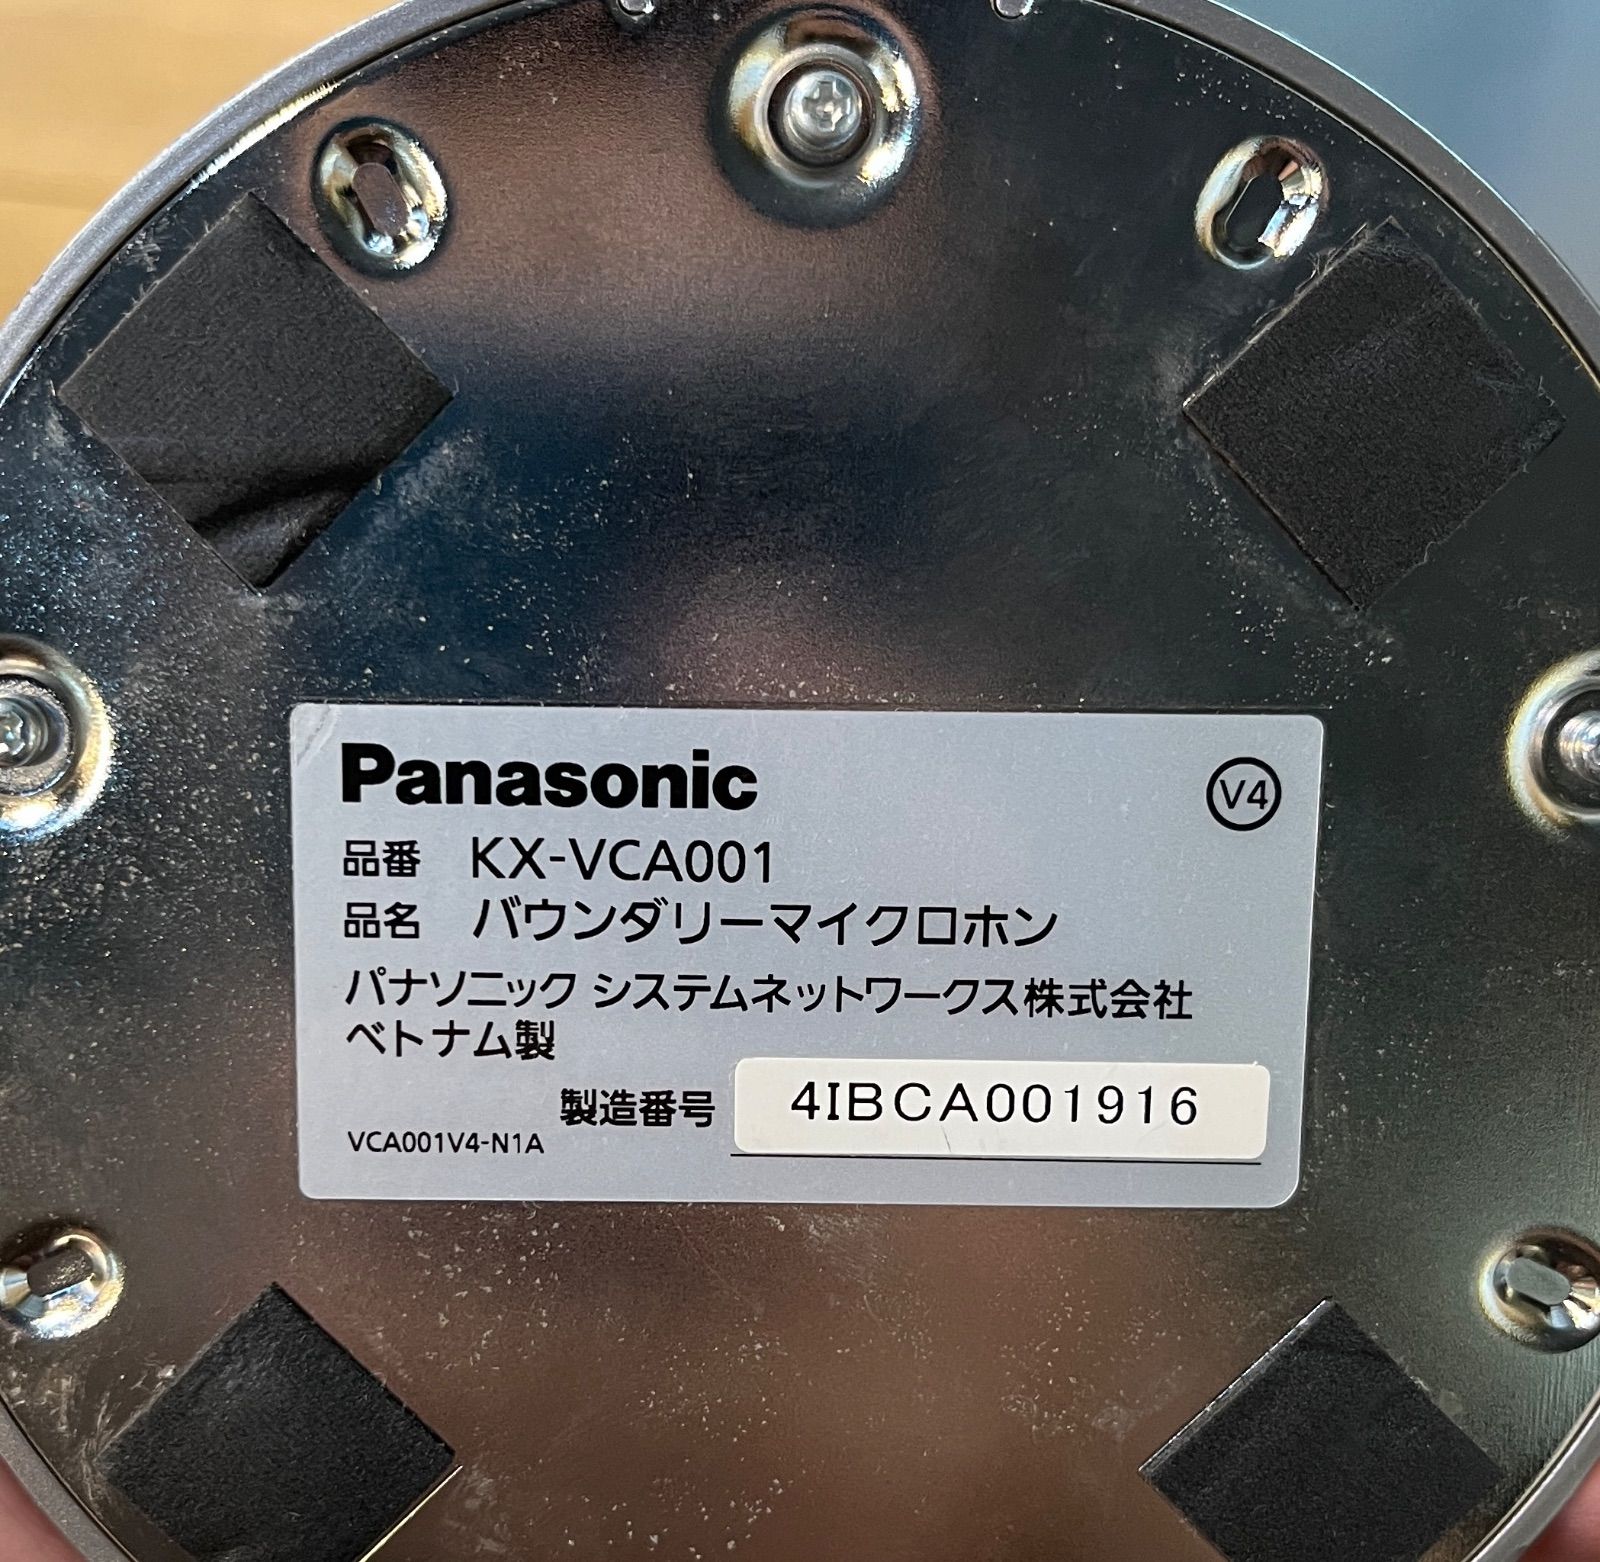 Panasonic
V4
品番 KX-VCA001
品名 バウンダリーマイクロホン
パナソニック システムネットワークス株式会社
ベトナム製
製造番号 4IBCA001916
VCA001V4-N1A